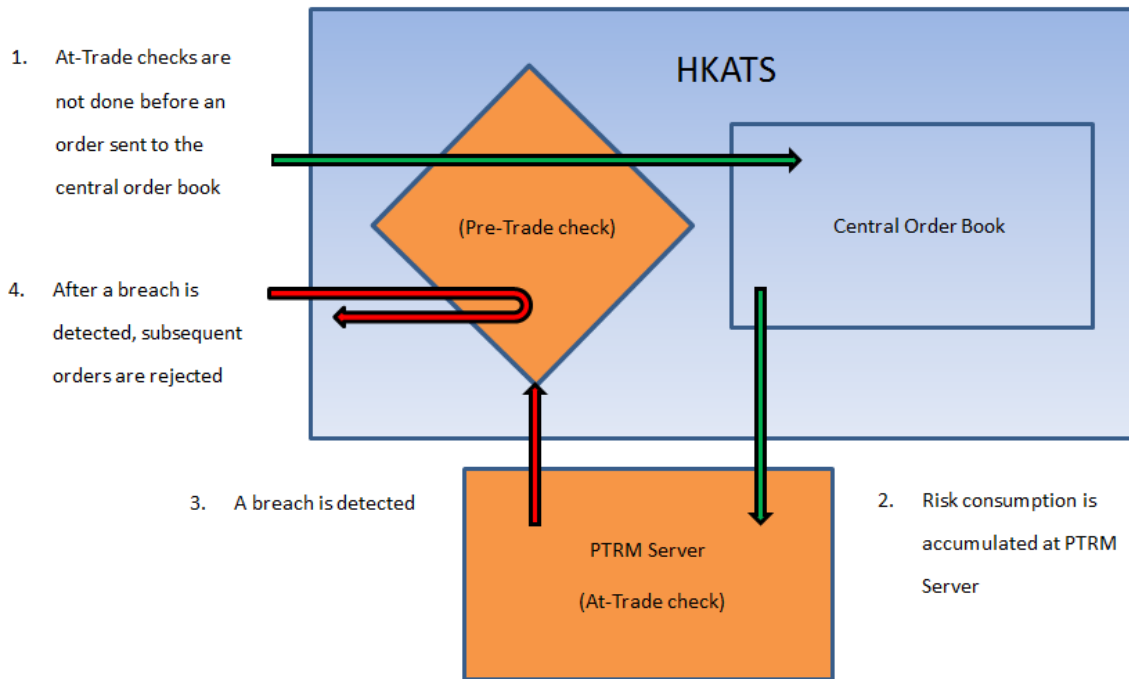 HKATS
1. At-Trade checks are
not done before an
order sent to the
central order book
(Pre-Trade check)
Central Order Book
4. After a breach is
detected, subsequent
orders are rejected
3. A breach is detected
2. Risk consumption is
accumulated at PTRM
Server
PTRM Server
(At-Trade check)